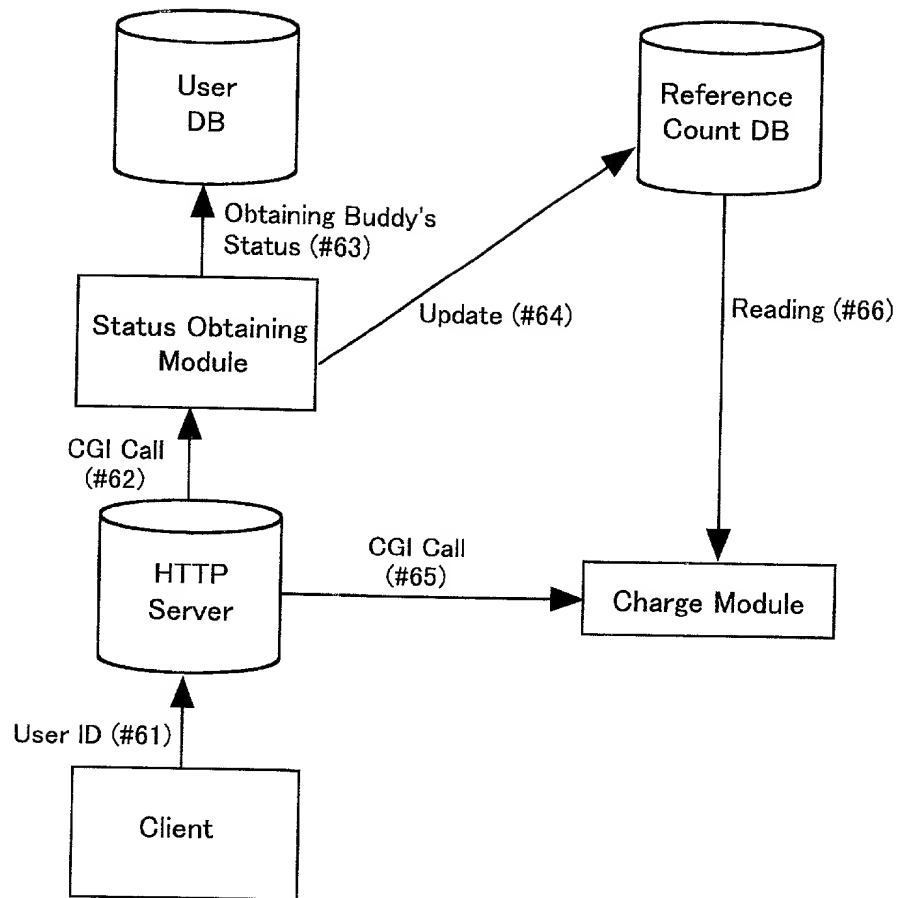 User
DB
Reference
Count DB
Obtaining Buddy's
Status (#63)
Update (#64)
Reading (#66)
Status Obtaining
Module
CGI Call
(#62)
CGI Call
(#65)
HTTP
Server
Charge Module
User ID (#61)
Client